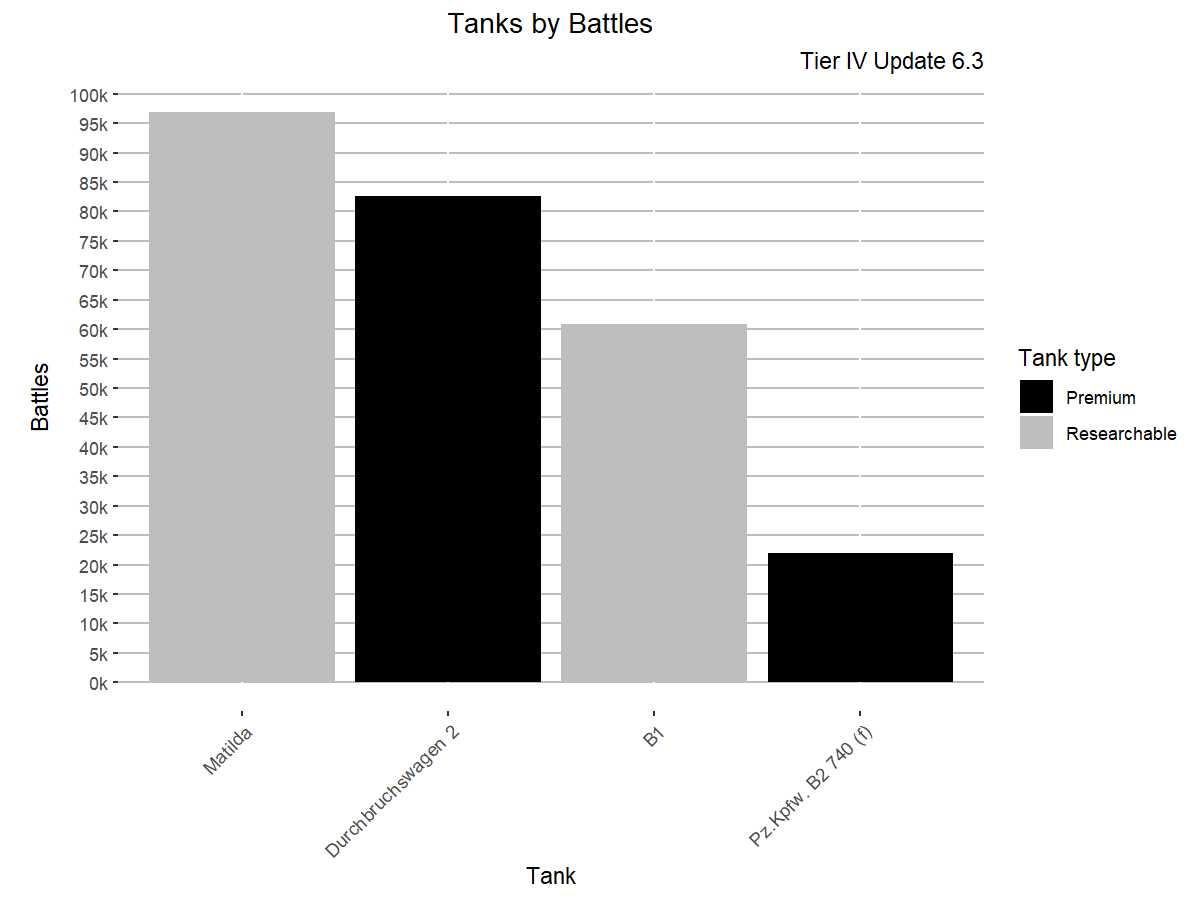 Tanks by Battles
Tier IV Update 6.3
100k
95k
90k
85k
80k
75k
70k
65k
60k
55k
50k
45k
40k
35k
30k
25k
20k
15k
10k
5k
0k
Battles
Matilda
Durchbruchswagen 2
B1
Pz.Kpfw. B2 740 (f)
Tank
Tank type
Premium
Researchable